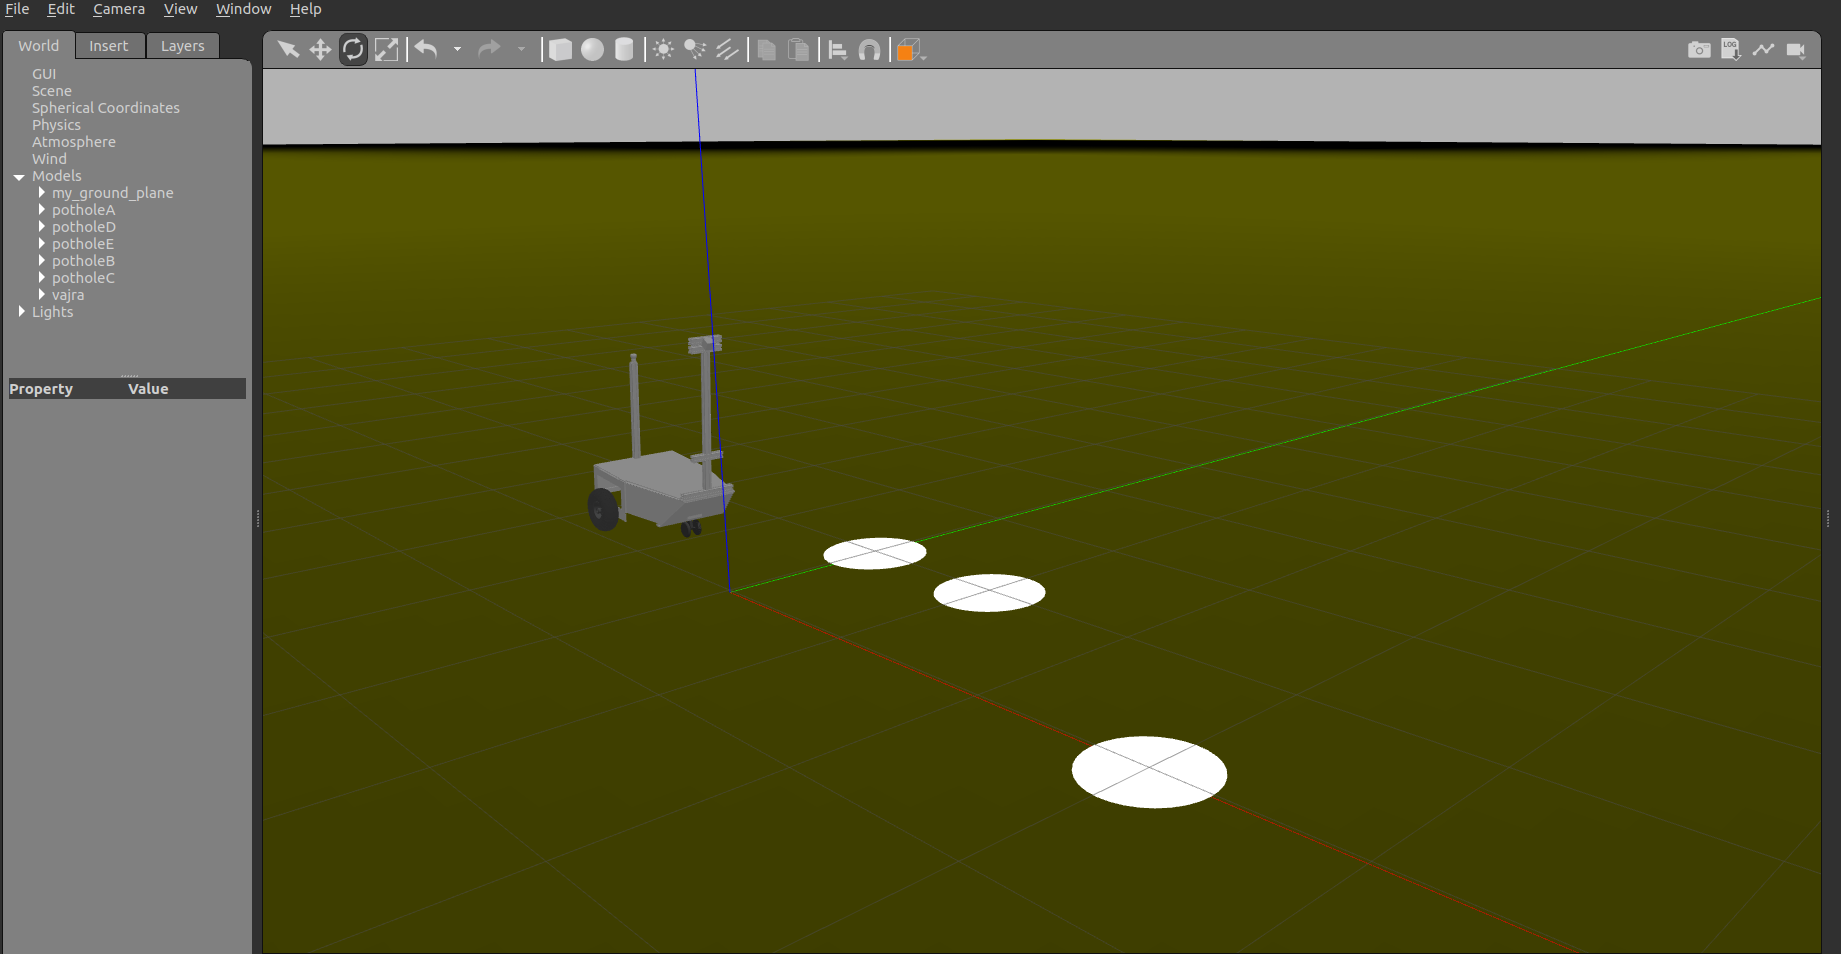 File Edit Camera View Window Help
World Insert Layers
GUI
Scene
Spherical Coordinates
Physics
Atmosphere
Wind
Models
my_ground_plane
potholeA
potholeD
potholeE
potholeB
potholeC
vajra
Lights
Property Value
LOG